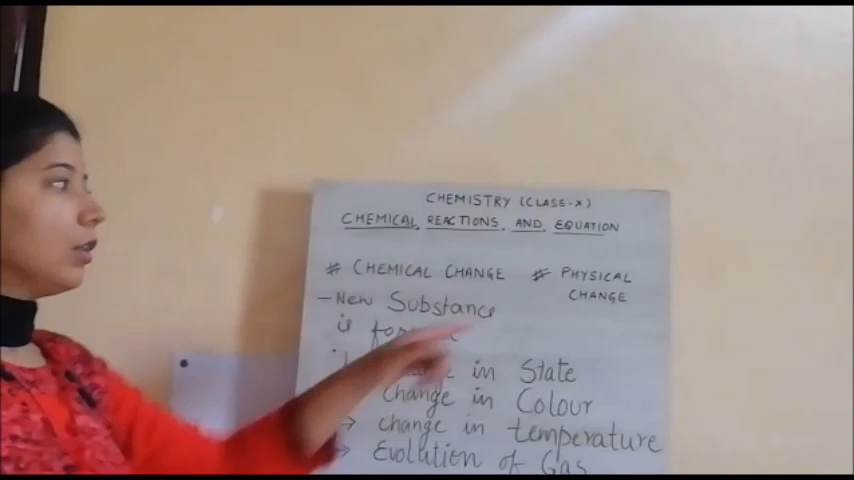 CHEMISTRY (CLASS-X)
CHEMICAL REACTIONS AND EQUATION
# CHEMICAL CHANGE
- New Substance
is
# PHYSICAL
CHANGE
in State
Change in Colour
→ change in temperature
→ Evolution of Gas